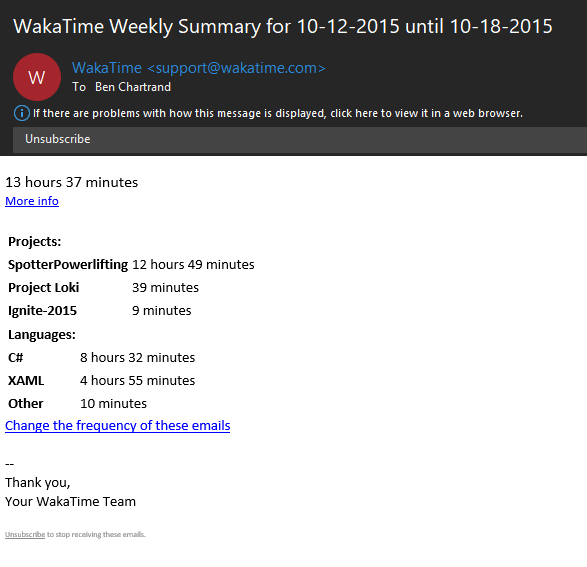 WakaTime Weekly Summary for 10-12-2015 until 10-18-2015
W
WakaTime <support@wakatime.com>
To Ben Chartrand
If there are problems with how this message is displayed, click here to view it in a web browser.
Unsubscribe
13 hours 37 minutes
More info
Projects:
SpotterPowerlifting 12 hours 49 minutes
Project Loki 39 minutes
Ignite-2015 9 minutes
Languages:
C# 8 hours 32 minutes
XAML 4 hours 55 minutes
Other 10 minutes
Change the frequency of these emails
--
Thank you,
Your WakaTime Team
Unsubscribe to stop receiving these emails.